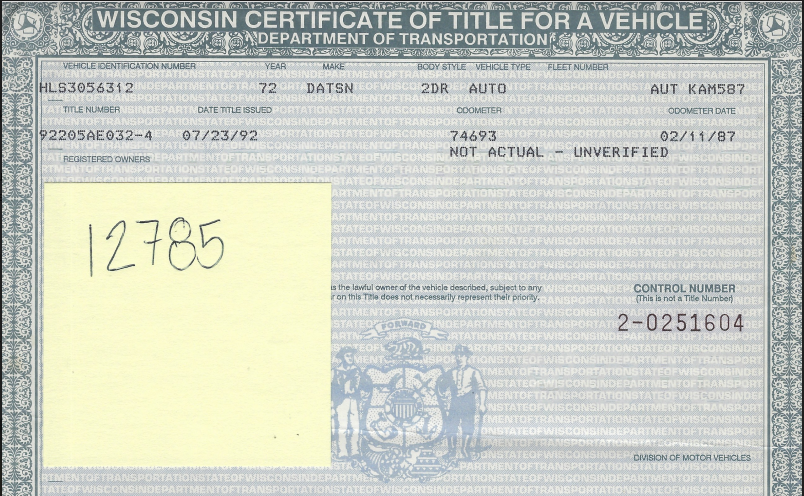 WISCONSIN CERTIFICATE OF TITLE FOR A VEHICLE
DEPARTMENT OF TRANSPORTATION
VEHICLE IDENTIFICATION NUMBER YEAR MAKE BODY STYLE VEHICLE TYPE FLEET NUMBER
HLS3056312 72 DATSN 2DR AUTO AUT KAM587
TITLE NUMBER DATE TITLE ISSUED ODOMETER ODOMETER DATE
92205AE032-4 07/23/92 74693 02/11/87
NOT ACTUAL - UNVERIFIED
REGISTERED OWNERS
12785
as the lawful owner of the vehicle described, subject to any
r on this Title does not necessarily represent their priority.
CONTROL NUMBER
(This is not a Title Number)
2-0251604
FORWARD
DIVISION OF MOTOR VEHICLES